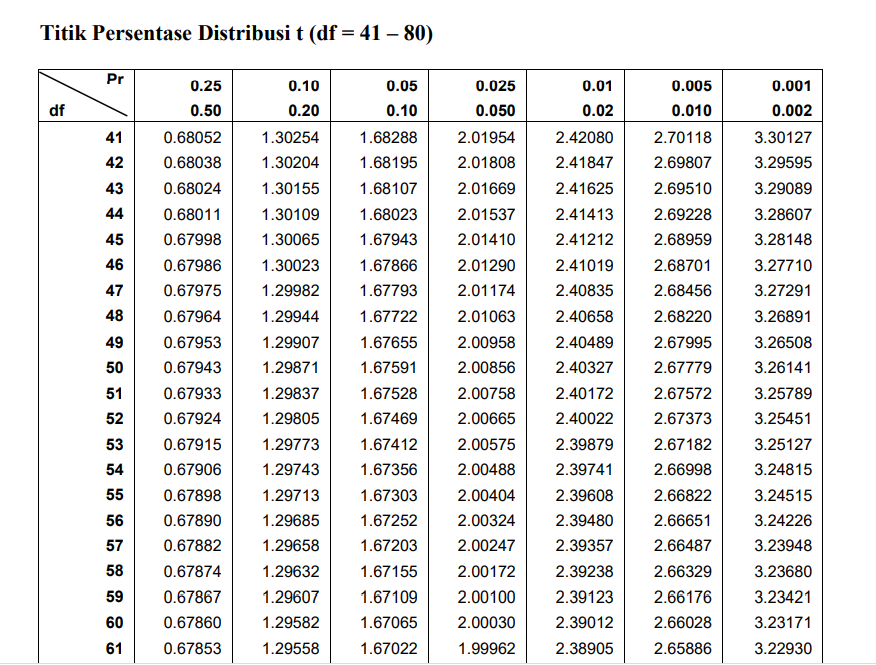 Titik Persentase Distribusi t (df = 41 – 80)
Pr 0.25 0.10 0.05 0.025 0.01 0.005 0.001
df 0.50 0.20 0.10 0.050 0.02 0.010 0.002
41 0.68052 1.30254 1.68288 2.01954 2.42080 2.70118 3.30127
42 0.68038 1.30204 1.68195 2.01808 2.41847 2.69807 3.29595
43 0.68024 1.30155 1.68107 2.01669 2.41625 2.69510 3.29089
44 0.68011 1.30109 1.68023 2.01537 2.41413 2.69228 3.28607
45 0.67998 1.30065 1.67943 2.01410 2.41212 2.68959 3.28148
46 0.67986 1.30023 1.67866 2.01290 2.41019 2.68701 3.27710
47 0.67975 1.29982 1.67793 2.01174 2.40835 2.68456 3.27291
48 0.67964 1.29944 1.67722 2.01063 2.40658 2.68220 3.26891
49 0.67953 1.29907 1.67655 2.00958 2.40489 2.67995 3.26508
50 0.67943 1.29871 1.67591 2.00856 2.40327 2.67779 3.26141
51 0.67933 1.29837 1.67528 2.00758 2.40172 2.67572 3.25789
52 0.67924 1.29805 1.67469 2.00665 2.40022 2.67373 3.25451
53 0.67915 1.29773 1.67412 2.00575 2.39879 2.67182 3.25127
54 0.67906 1.29743 1.67356 2.00488 2.39741 2.66998 3.24815
55 0.67898 1.29713 1.67303 2.00404 2.39608 2.66822 3.24515
56 0.67890 1.29685 1.67252 2.00324 2.39480 2.66651 3.24226
57 0.67882 1.29658 1.67203 2.00247 2.39357 2.66487 3.23948
58 0.67874 1.29632 1.67155 2.00172 2.39238 2.66329 3.23680
59 0.67867 1.29607 1.67109 2.00100 2.39123 2.66176 3.23421
60 0.67860 1.29582 1.67065 2.00030 2.39012 2.66028 3.23171
61 0.67853 1.29558 1.67022 1.99962 2.38905 2.65886 3.22930